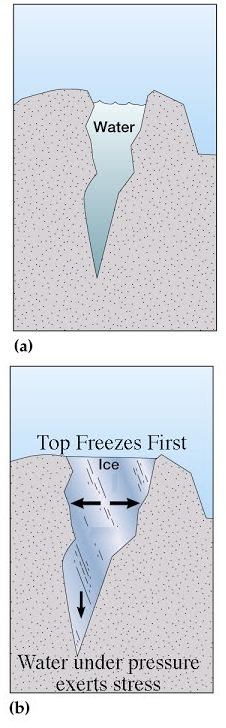 Water
(a)
Top Freezes First
Ice
Water under pressure
exerts stress
(b)